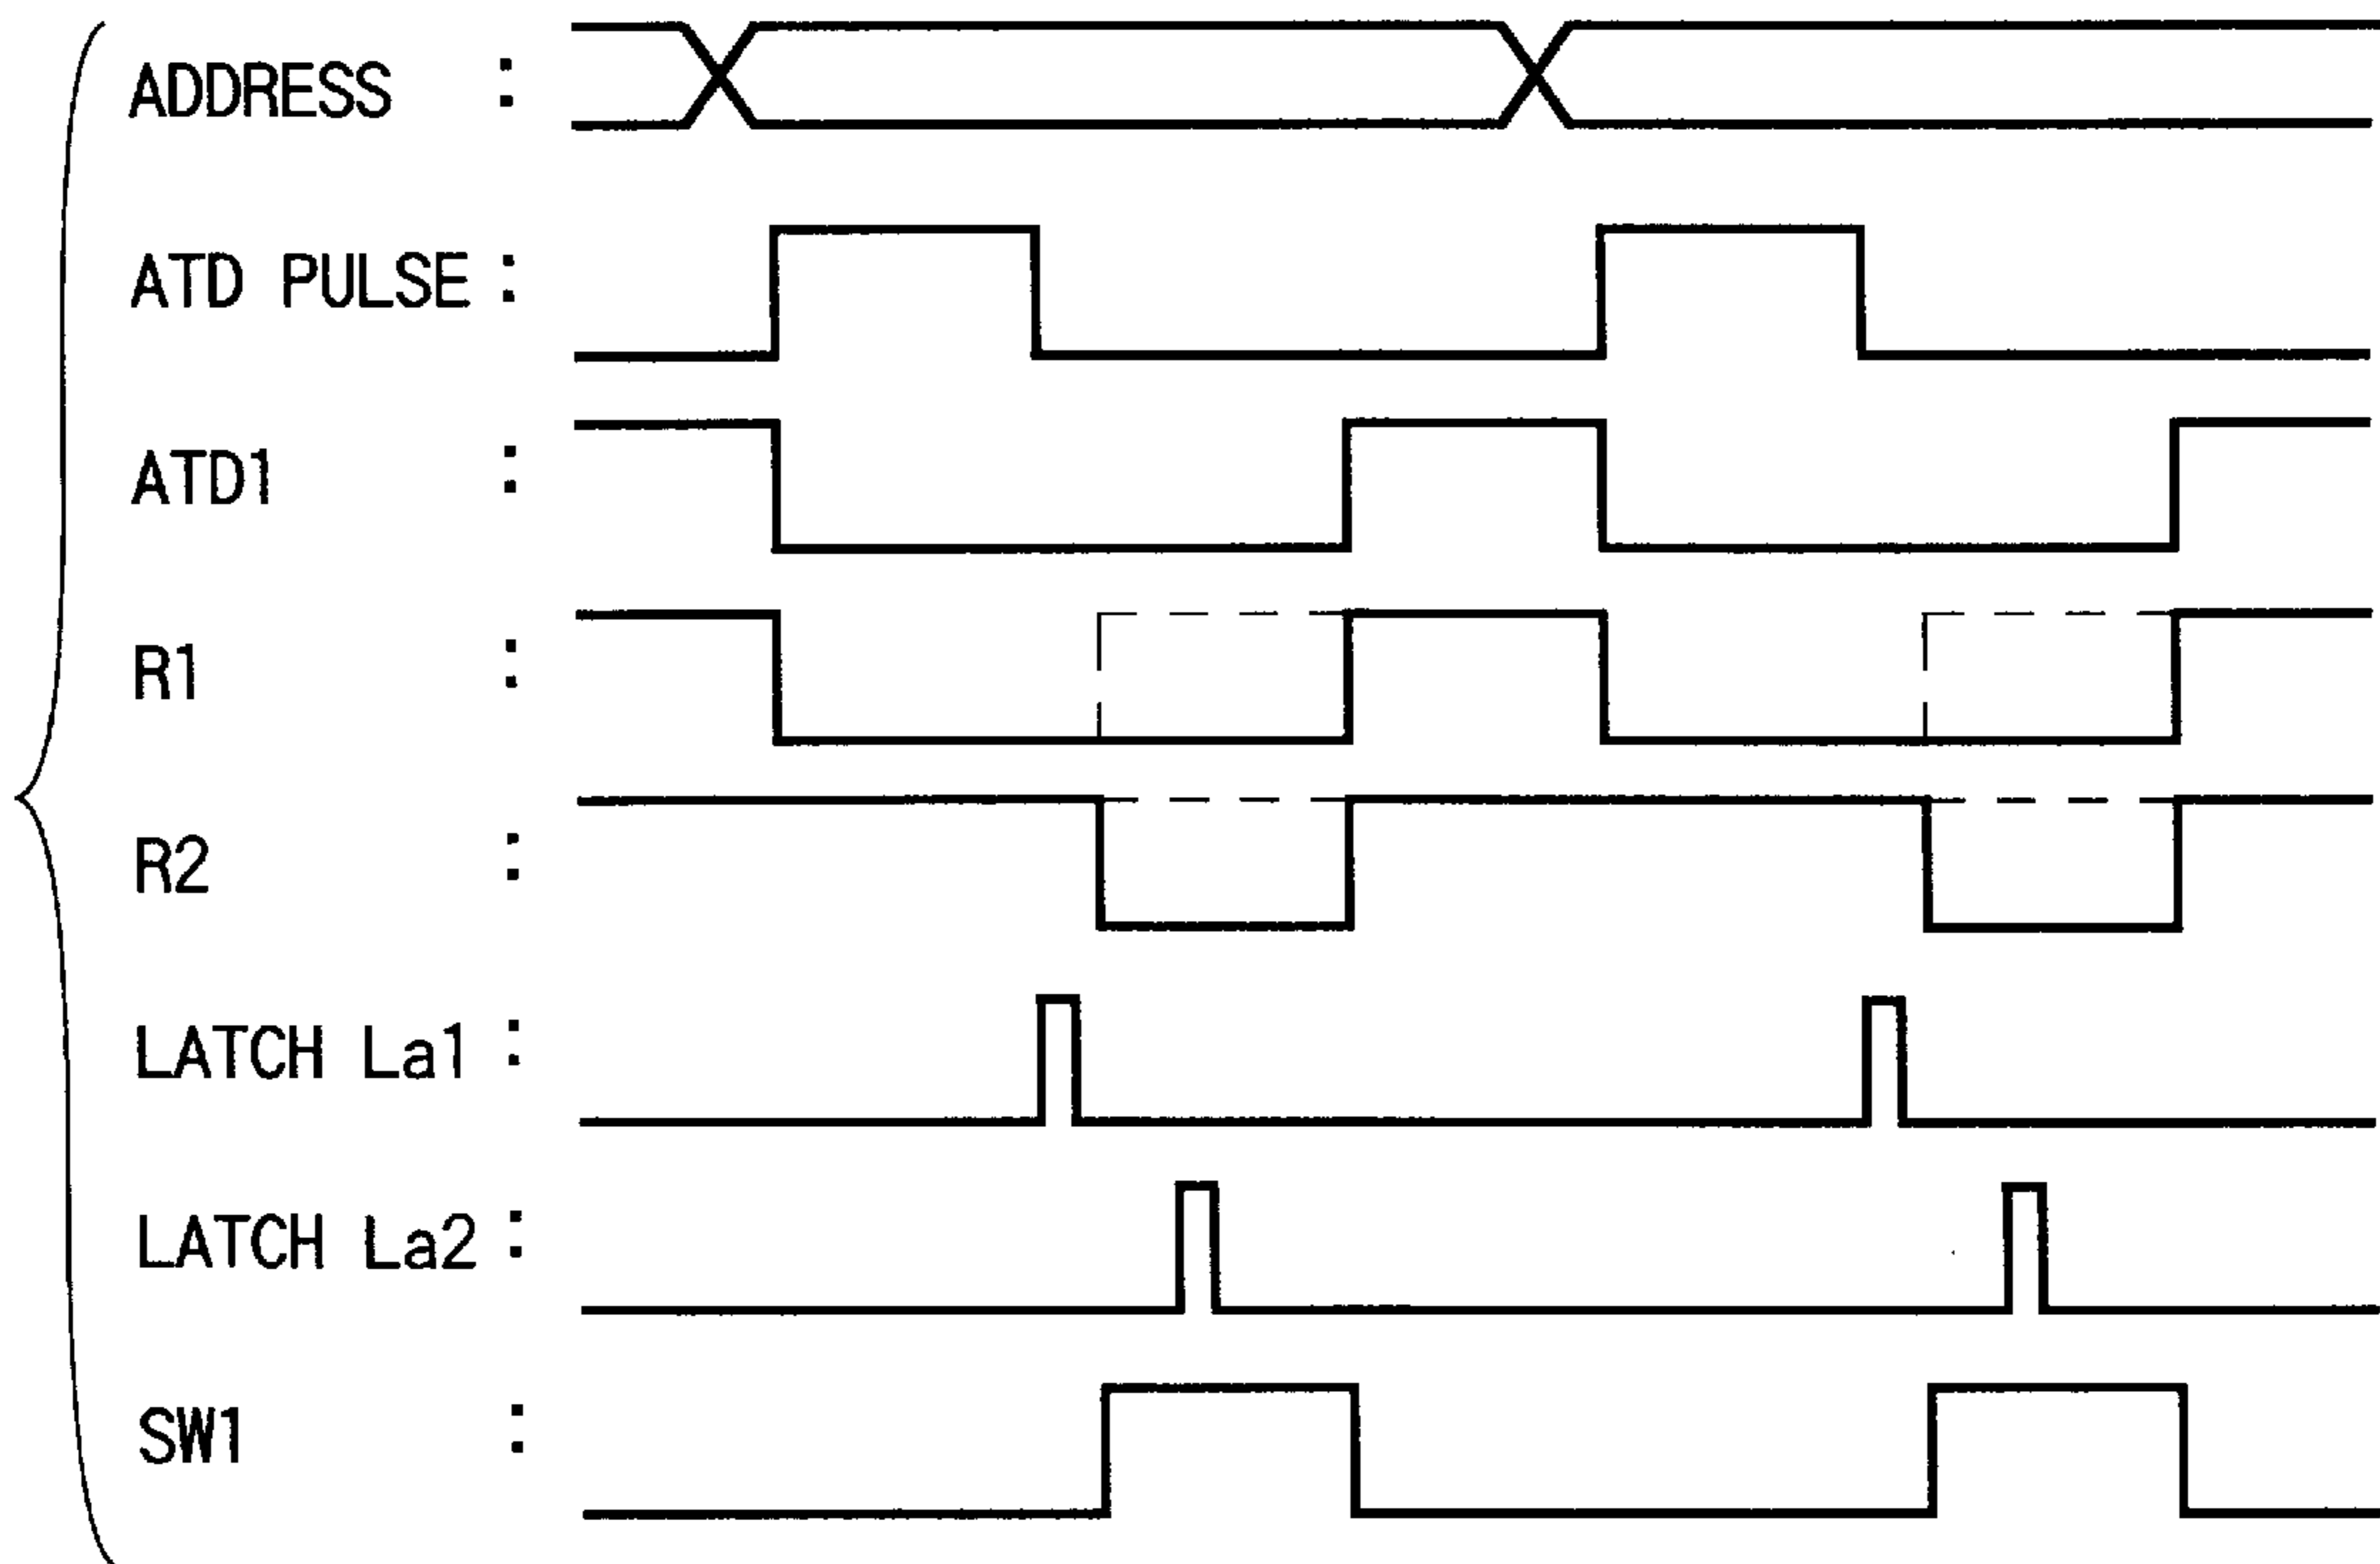 ADDRESS :
ATD PULSE :
ATD1 :
R1 :
R2 :
LATCH La1 :
LATCH La2 :
SW1 :